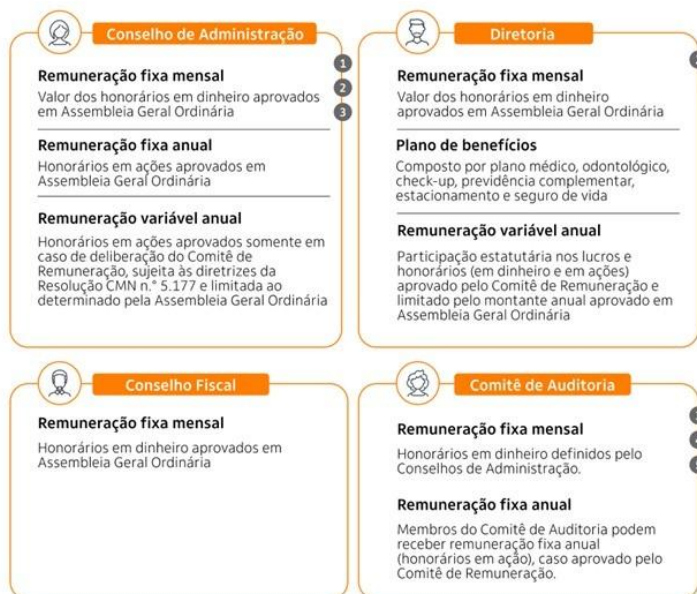 Conselho de Administração
1
2
3
Remuneração fixa mensal
Valor dos honorários em dinheiro aprovados
em Assembleia Geral Ordinária
Remuneração fixa anual
Honorários em ações aprovados em
Assembleia Geral Ordinária
Remuneração variável anual
Honorários em ações aprovados somente em
caso de deliberação do Comitê de
Remuneração, sujeita às diretrizes da
Resolução CMN n.° 5.177 e limitada ao
determinado pela Assembleia Geral Ordinária
Diretoria
Remuneração fixa mensal
Valor dos honorários em dinheiro
aprovados em Assembleia Geral Ordinária
Plano de benefícios
Composto por plano médico, odontológico,
check-up, previdência complementar,
estacionamento e seguro de vida
Remuneração variável anual
Participação estatutária nos lucros e
honorários (em dinheiro e em ações)
aprovado pelo Comitê de Remuneração e
limitado pelo montante anual aprovado em
Assembleia Geral Ordinária
Conselho Fiscal
Remuneração fixa mensal
Honorários em dinheiro aprovados em
Assembleia Geral Ordinária
Comitê de Auditoria
Remuneração fixa mensal
Honorários em dinheiro definidos pelo
Conselhos de Administração.
Remuneração fixa anual
Membros do Comitê de Auditoria podem
receber remuneração fixa anual
(honorários em ação), caso aprovado pelo
Comitê de Remuneração.